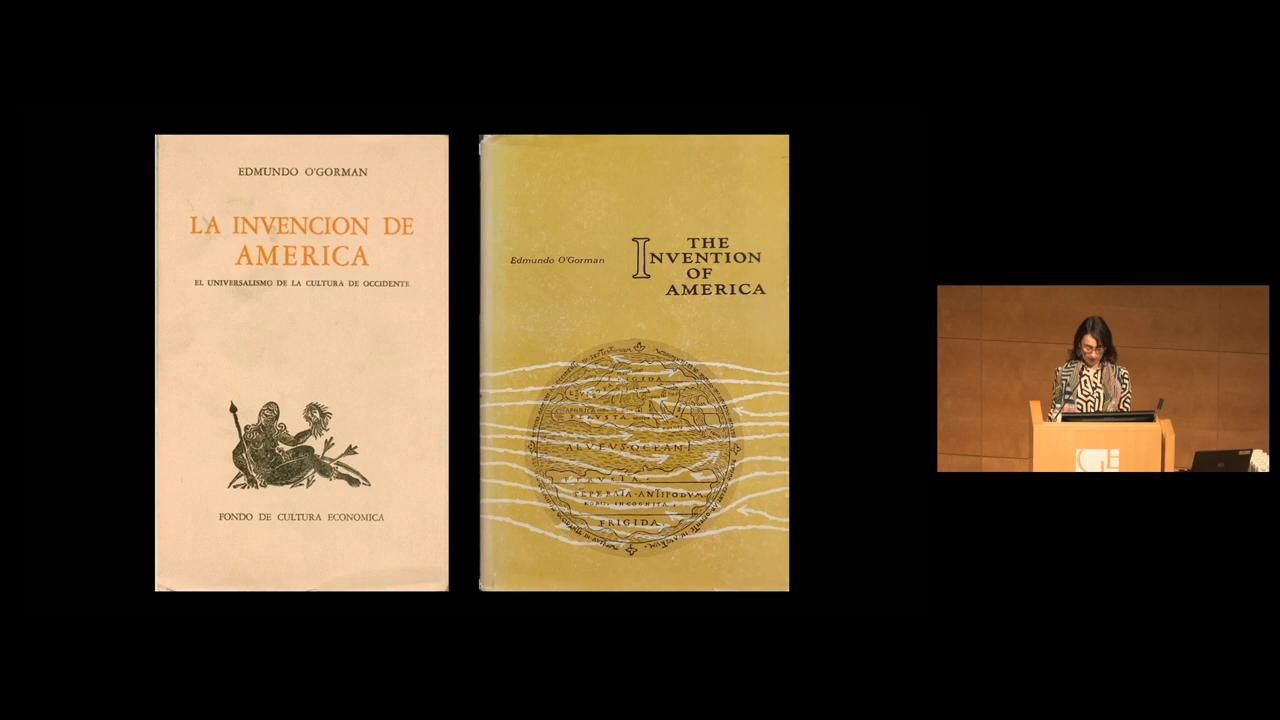 EDMUNDO O'GORMAN
LA INVENCION DE
AMERICA
EL UNIVERSALISMO DE LA CULTURA DE OCCIDENTE
FONDO DE CULTURA ECONOMICA
Edmundo O'Gorman
THE
INVENTION
OF
AMERICA
FRIGIDA
ALVEVS OCEANI
FRIGIDA